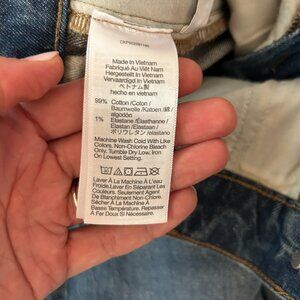 Made In Vietnam
Fabriqué Au Viêt Nam
Hergestellt In Vietnam
Vervaardigd In Vietnam
ベトナム製
hecho en vietnam
99% Cotton / Coton /
Baumwolle / Katoen / 綿 /
algodón
1% Elastane / Élasthanne /
Elastan / Elastaan /
ポリウレタン / elastano
Machine Wash Cold With Like
Colors. Non-Chlorine Bleach
Only. Tumble Dry Low. Iron
On Lowest Setting.
Laver À La Machine À L'eau
Froide. Laver En Séparant Les
Couleurs. Seulement Agent
De Blanchiment Non-Chloré.
Sécher À La Machine À
Basse Température. Repasser
À Fer Doux Si Nécessaire.